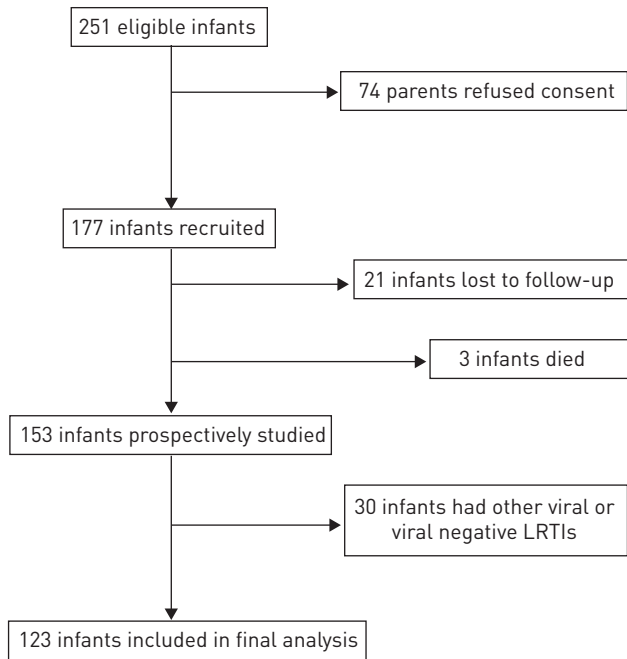 251 eligible infants
74 parents refused consent
177 infants recruited
21 infants lost to follow-up
3 infants died
153 infants prospectively studied
30 infants had other viral or
viral negative LRTIs
123 infants included in final analysis